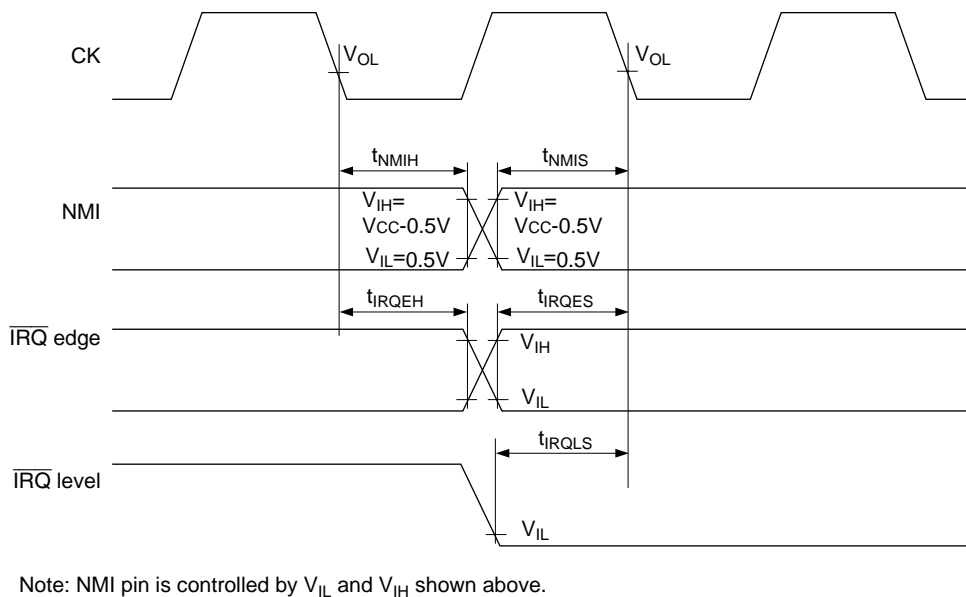 CK
VOL VOL
tNMIH tNMIS
NMI
VIH= VIH=
VCC-0.5V VCC-0.5V
VIL=0.5V VIL=0.5V
tIRQEH tIRQES
IRQ edge
VIH
VIL
tIRQLS
IRQ level
VIL
Note: NMI pin is controlled by VIL and VIH shown above.